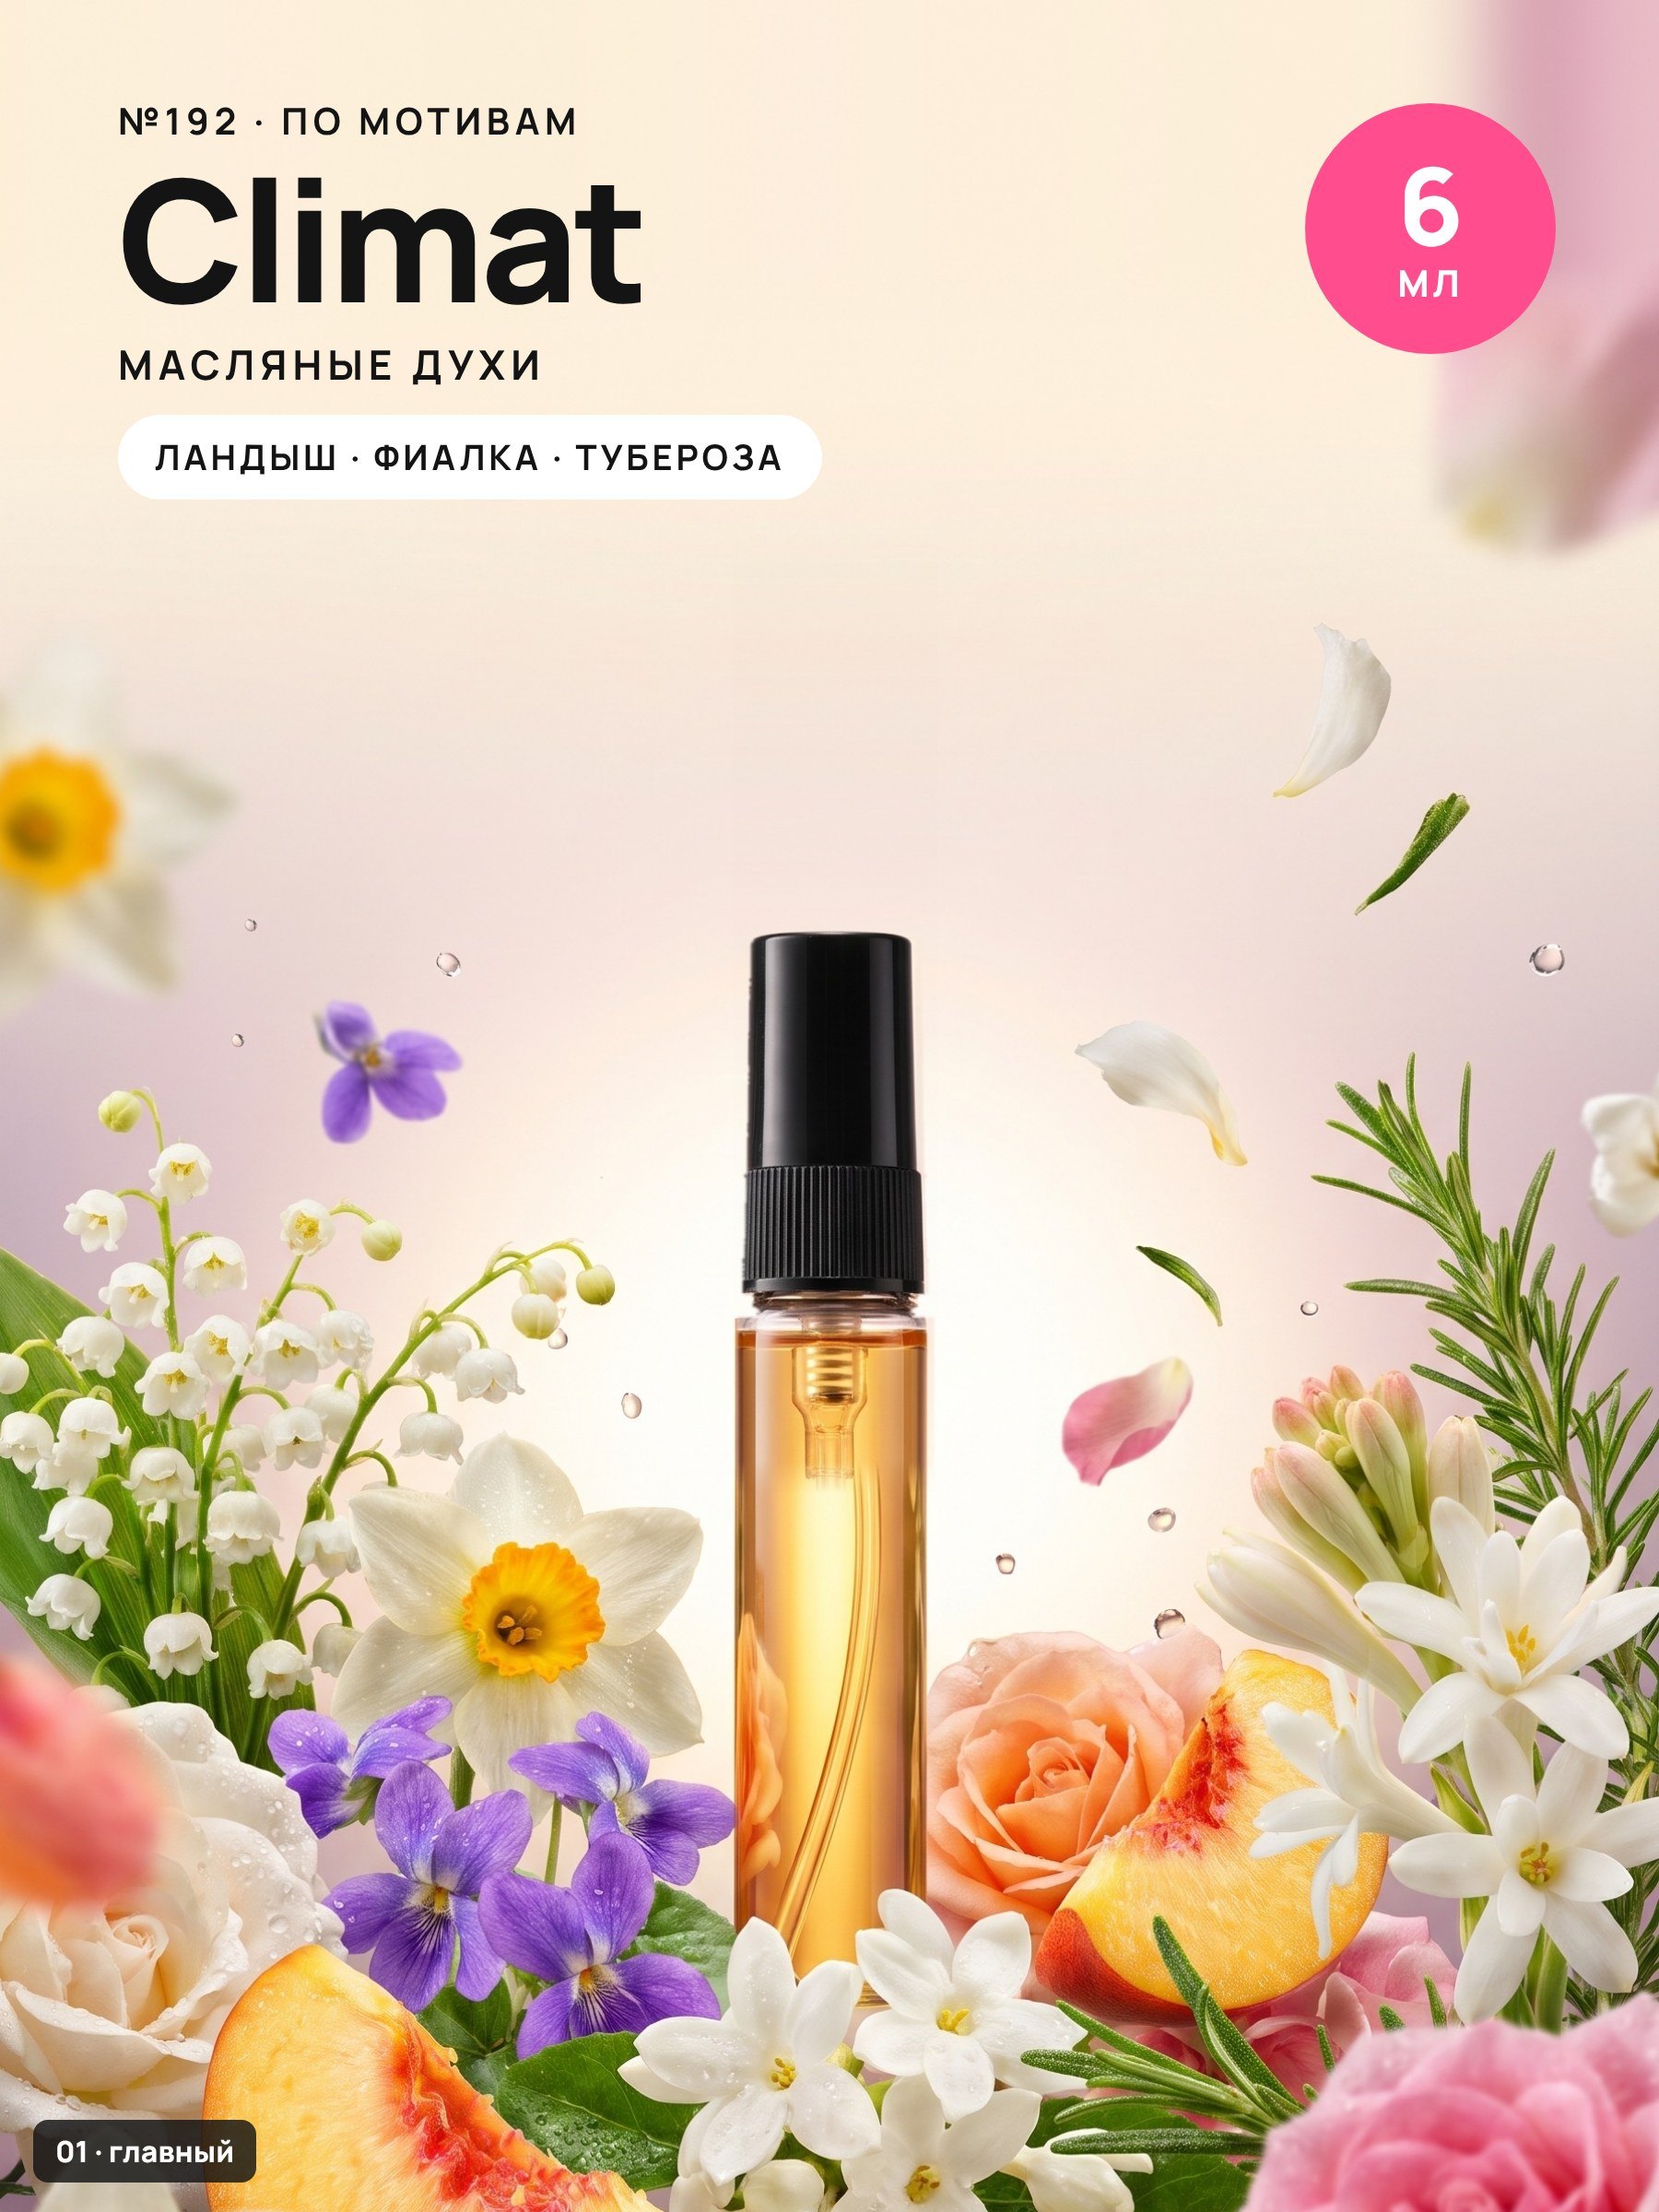 №192 · ПО МОТИВАМ
Climat
МАСЛЯНЫЕ ДУХИ
ЛАНДЫШ · ФИАЛКА · ТУБЕРОЗА
6
МЛ
01 · главный